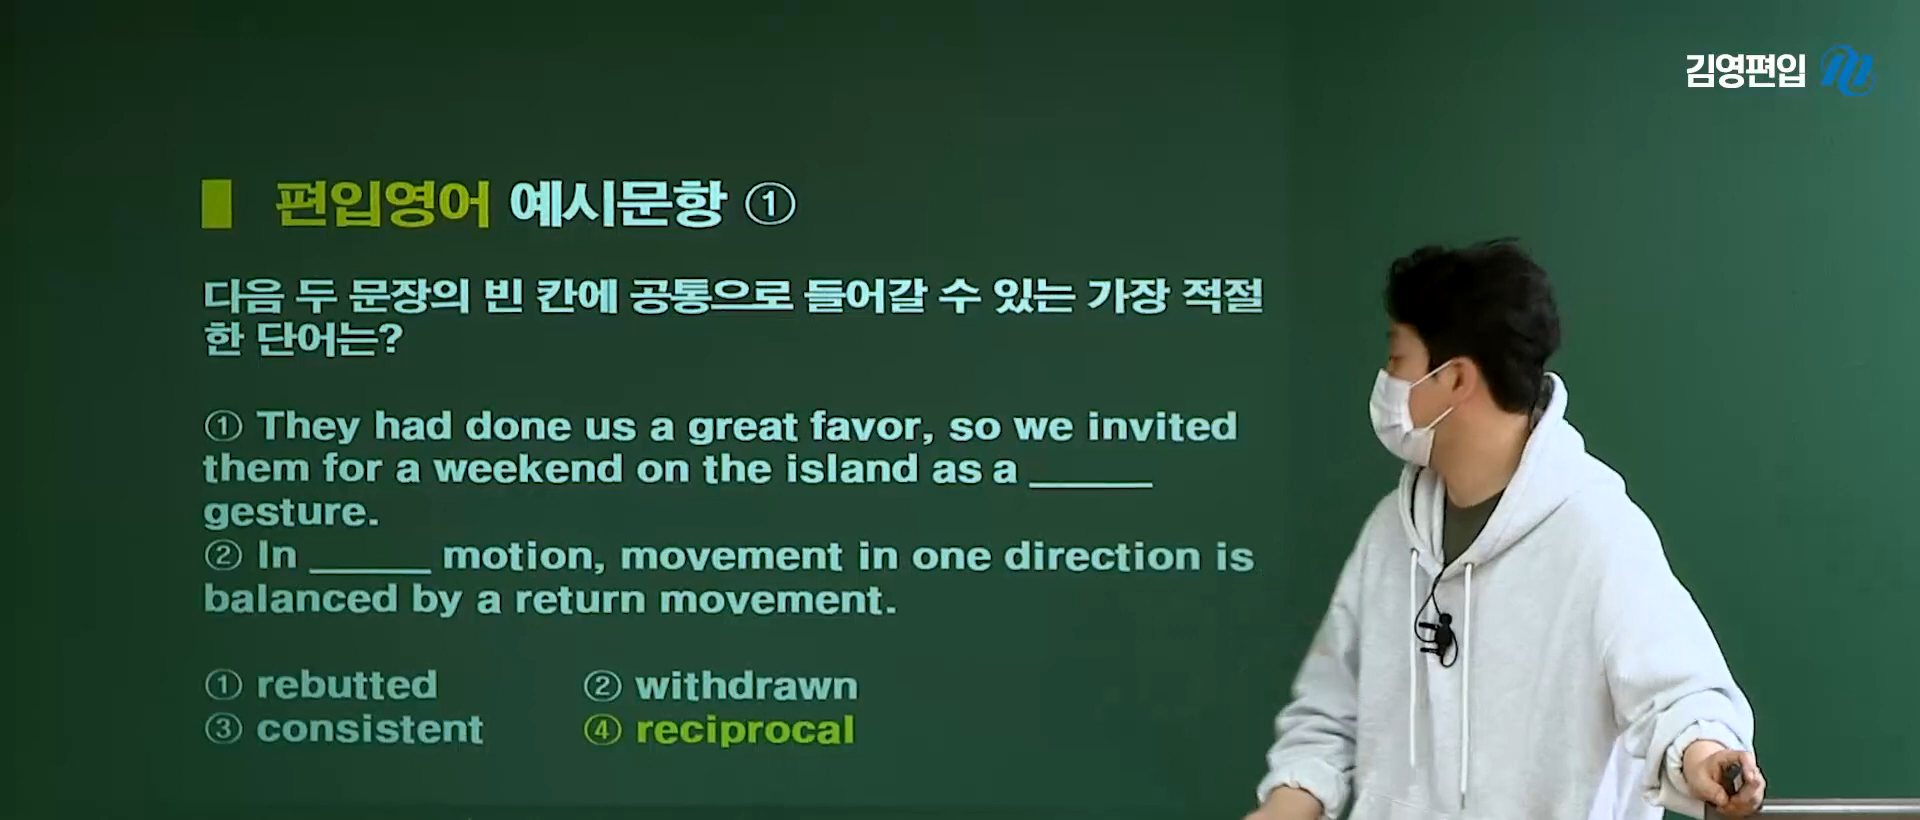 김영편입
편입영어 예시문항 ①
다음 두 문장의 빈 칸에 공통으로 들어갈 수 있는 가장 적절
한 단어는?
① They had done us a great favor, so we invited
them for a weekend on the island as a ______
gesture.
② In ______ motion, movement in one direction is
balanced by a return movement.
① rebutted ② withdrawn
③ consistent ④ reciprocal